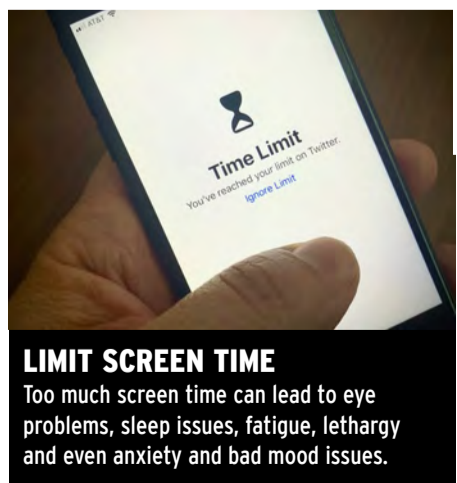 AT&T
Time Limit
You've reached your limit on Twitter.
Ignore Limit
LIMIT SCREEN TIME
Too much screen time can lead to eye
problems, sleep issues, fatigue, lethargy
and even anxiety and bad mood issues.